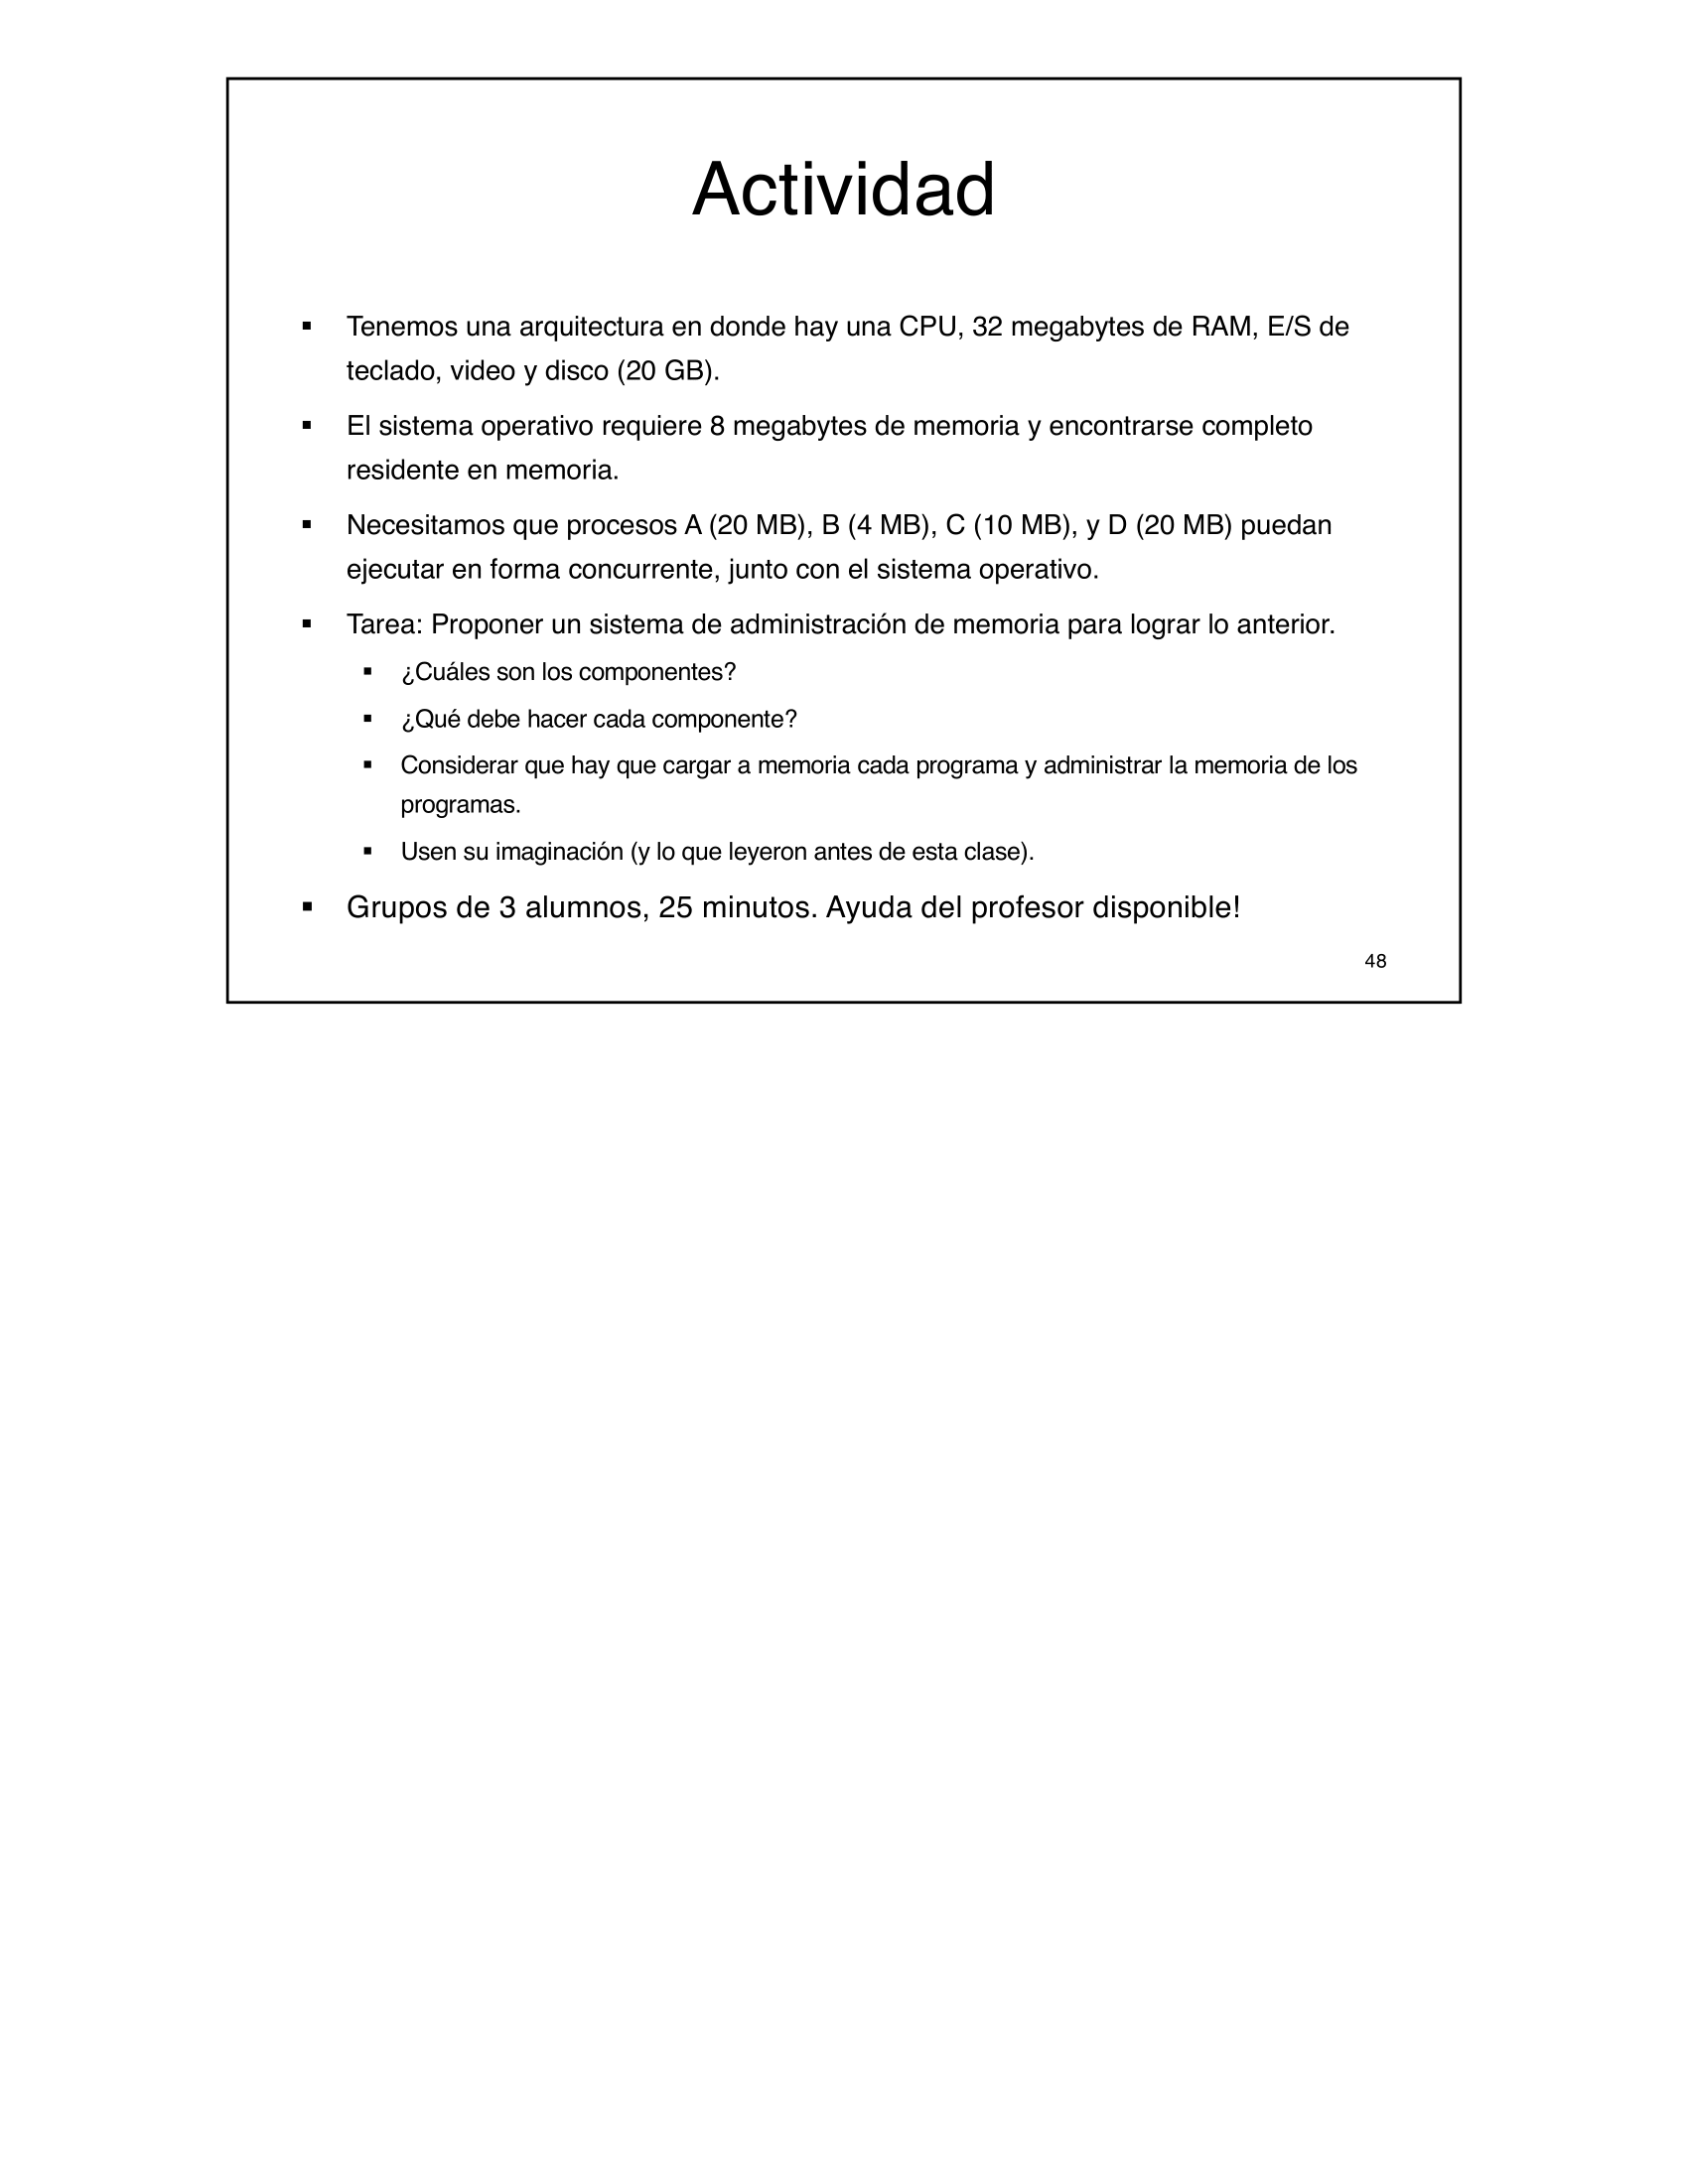 Actividad
▪ Tenemos una arquitectura en donde hay una CPU, 32 megabytes de RAM, E/S de
teclado, video y disco (20 GB).
▪ El sistema operativo requiere 8 megabytes de memoria y encontrarse completo
residente en memoria.
▪ Necesitamos que procesos A (20 MB), B (4 MB), C (10 MB), y D (20 MB) puedan
ejecutar en forma concurrente, junto con el sistema operativo.
▪ Tarea: Proponer un sistema de administración de memoria para lograr lo anterior.
▪ ¿Cuáles son los componentes?
▪ ¿Qué debe hacer cada componente?
▪ Considerar que hay que cargar a memoria cada programa y administrar la memoria de los
programas.
▪ Usen su imaginación (y lo que leyeron antes de esta clase).
▪ Grupos de 3 alumnos, 25 minutos. Ayuda del profesor disponible!
48